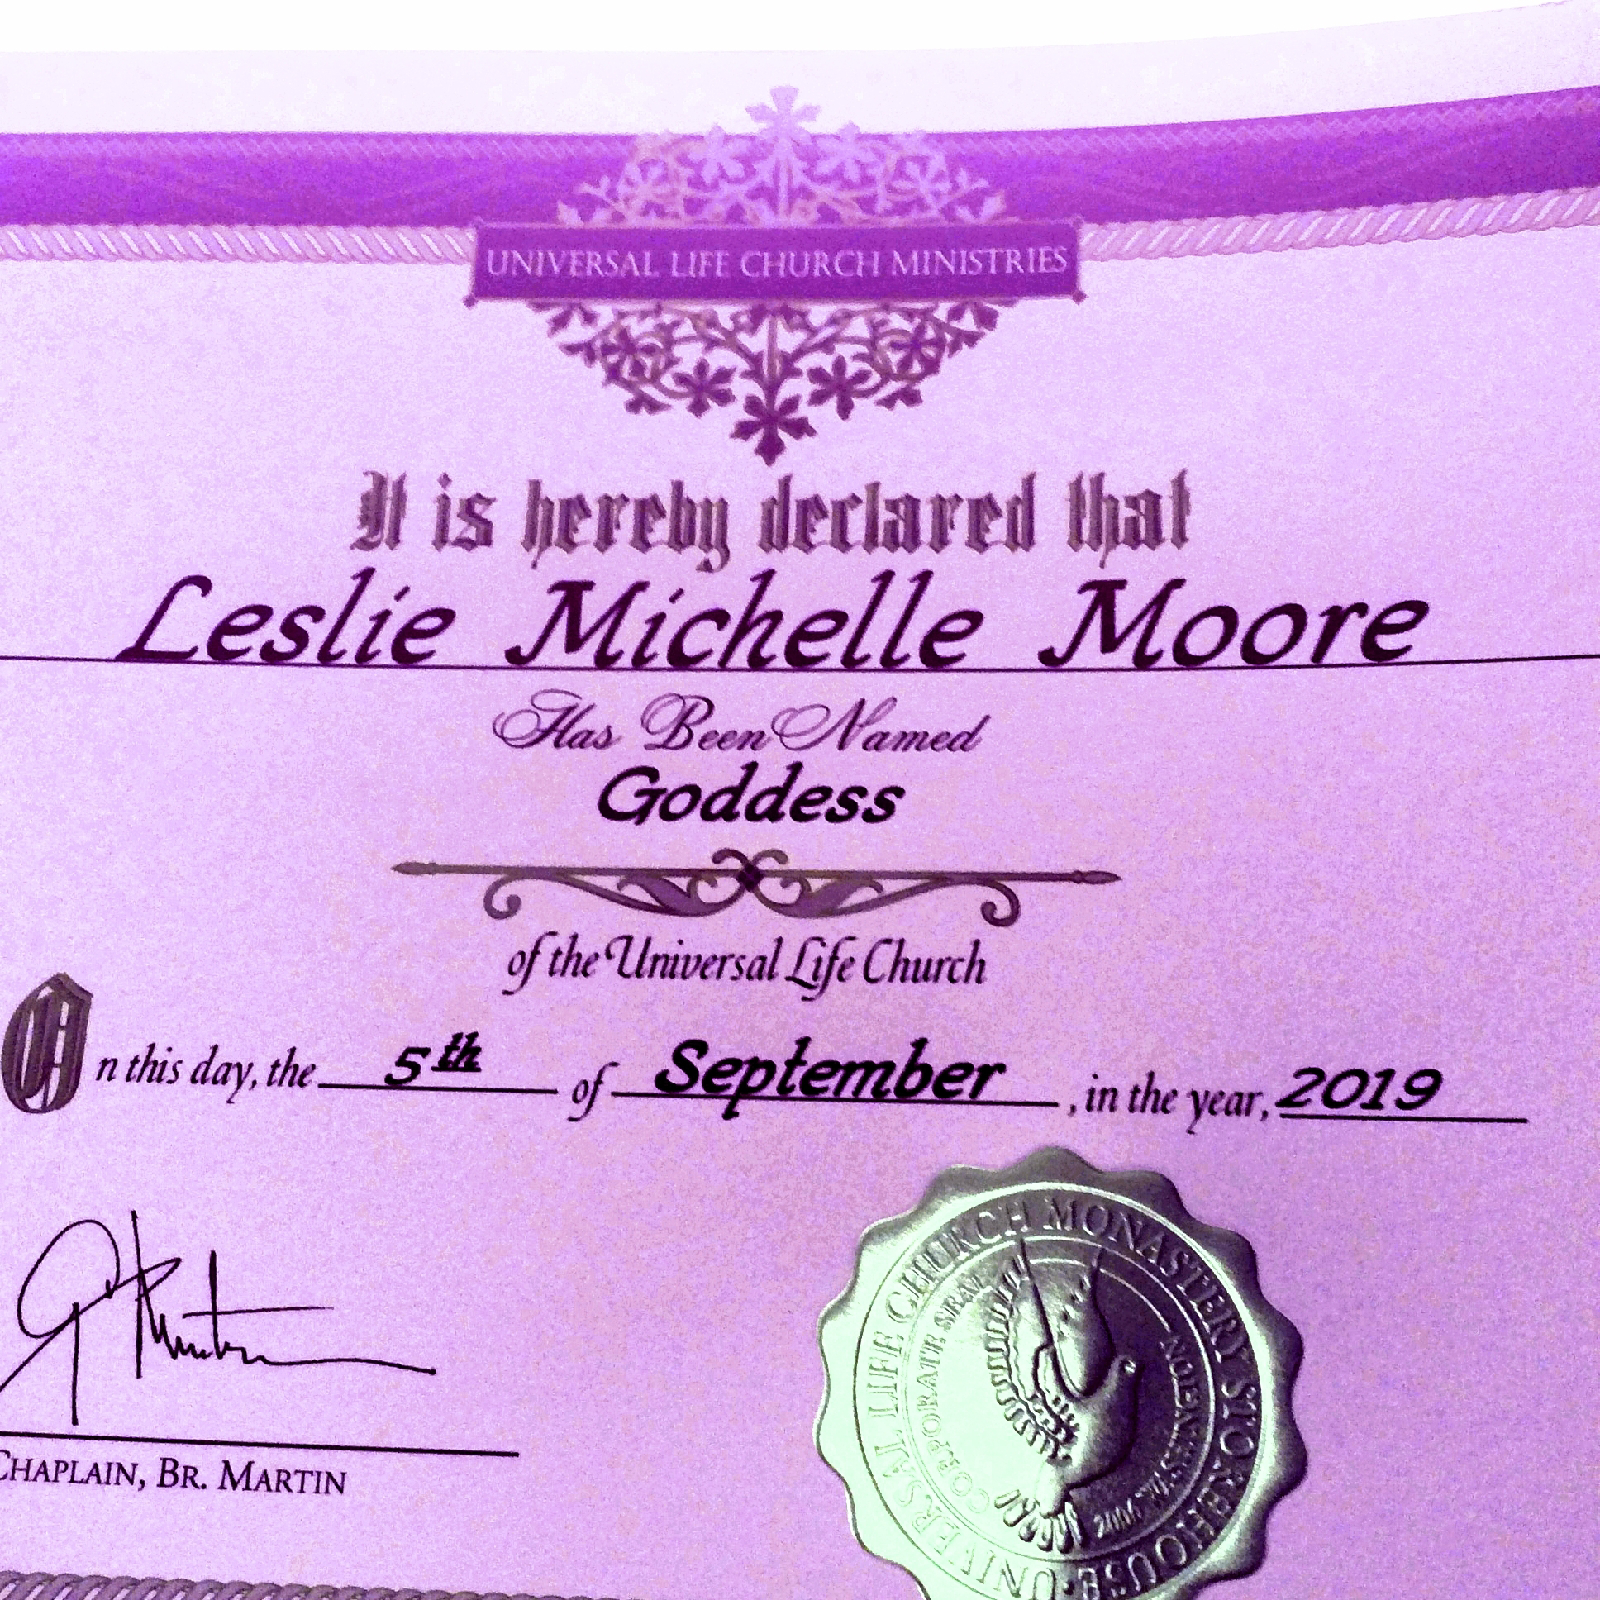 UNIVERSAL LIFE CHURCH MINISTRIES
It is hereby declared that
Leslie Michelle Moore
Has Been Named
Goddess
of the Universal Life Church
On this day, the 5th of September, in the year, 2019
CHAPLAIN, BR. MARTIN
UNIVERSAL LIFE CHURCH MONASTERY STOREHOUSE
CORPORATE SEAL